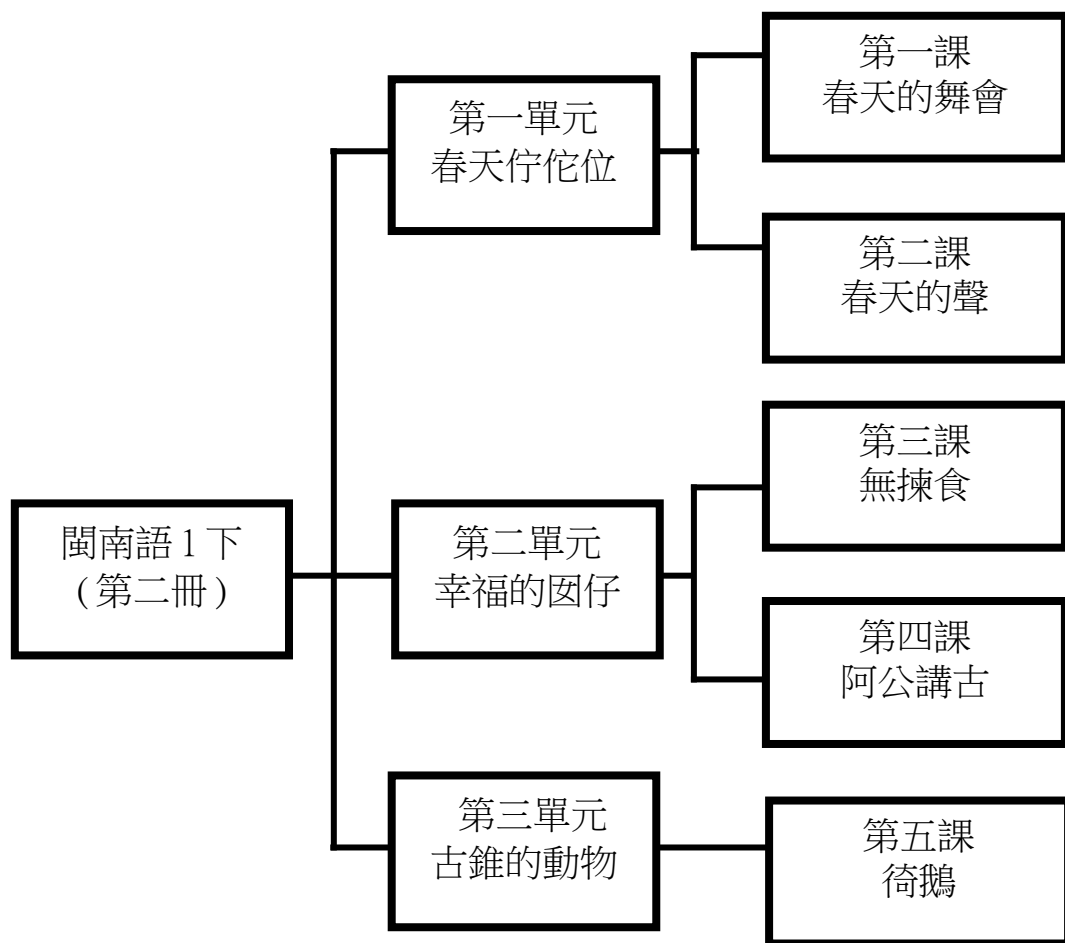 閩南語 1 下
(第二冊)
第一單元
春天佇佗位
第一課
春天的舞會
第二課
春天的聲
第二單元
幸福的囡仔
第三課
無揀食
第四課
阿公講古
第三單元
古錐的動物
第五課
徛鵝